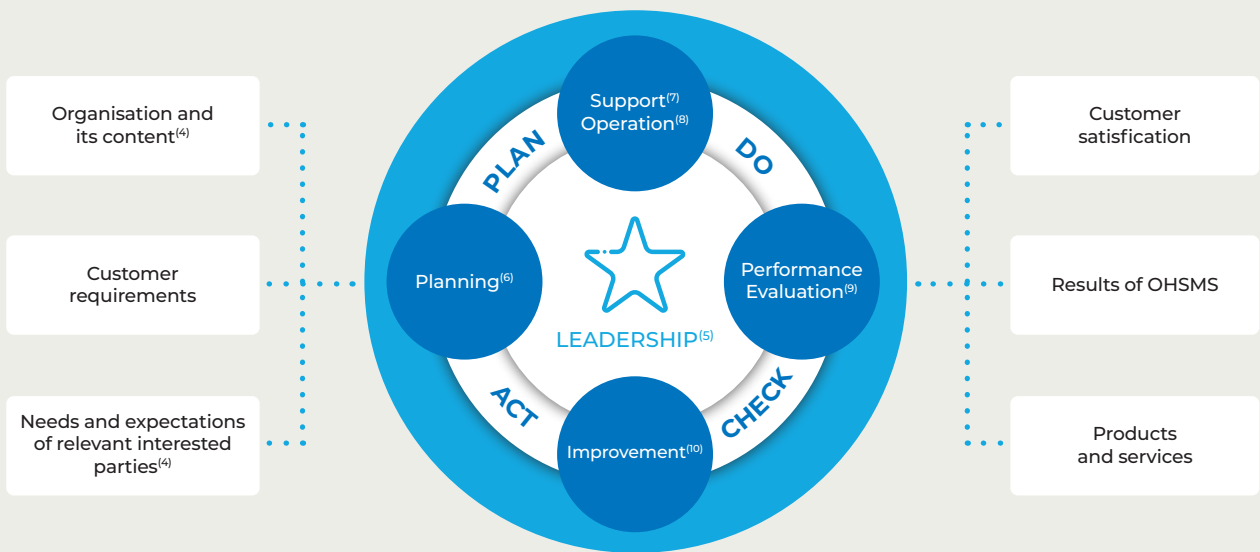 Organisation and
its content(4)
Customer
requirements
Needs and expectations
of relevant interested
parties(4)
Support(7)
Operation(8)
PLAN
DO
Planning(6)
LEADERSHIP(5)
Performance
Evaluation(9)
ACT
CHECK
Improvement(10)
Customer
satisfication
Results of OHSMS
Products
and services